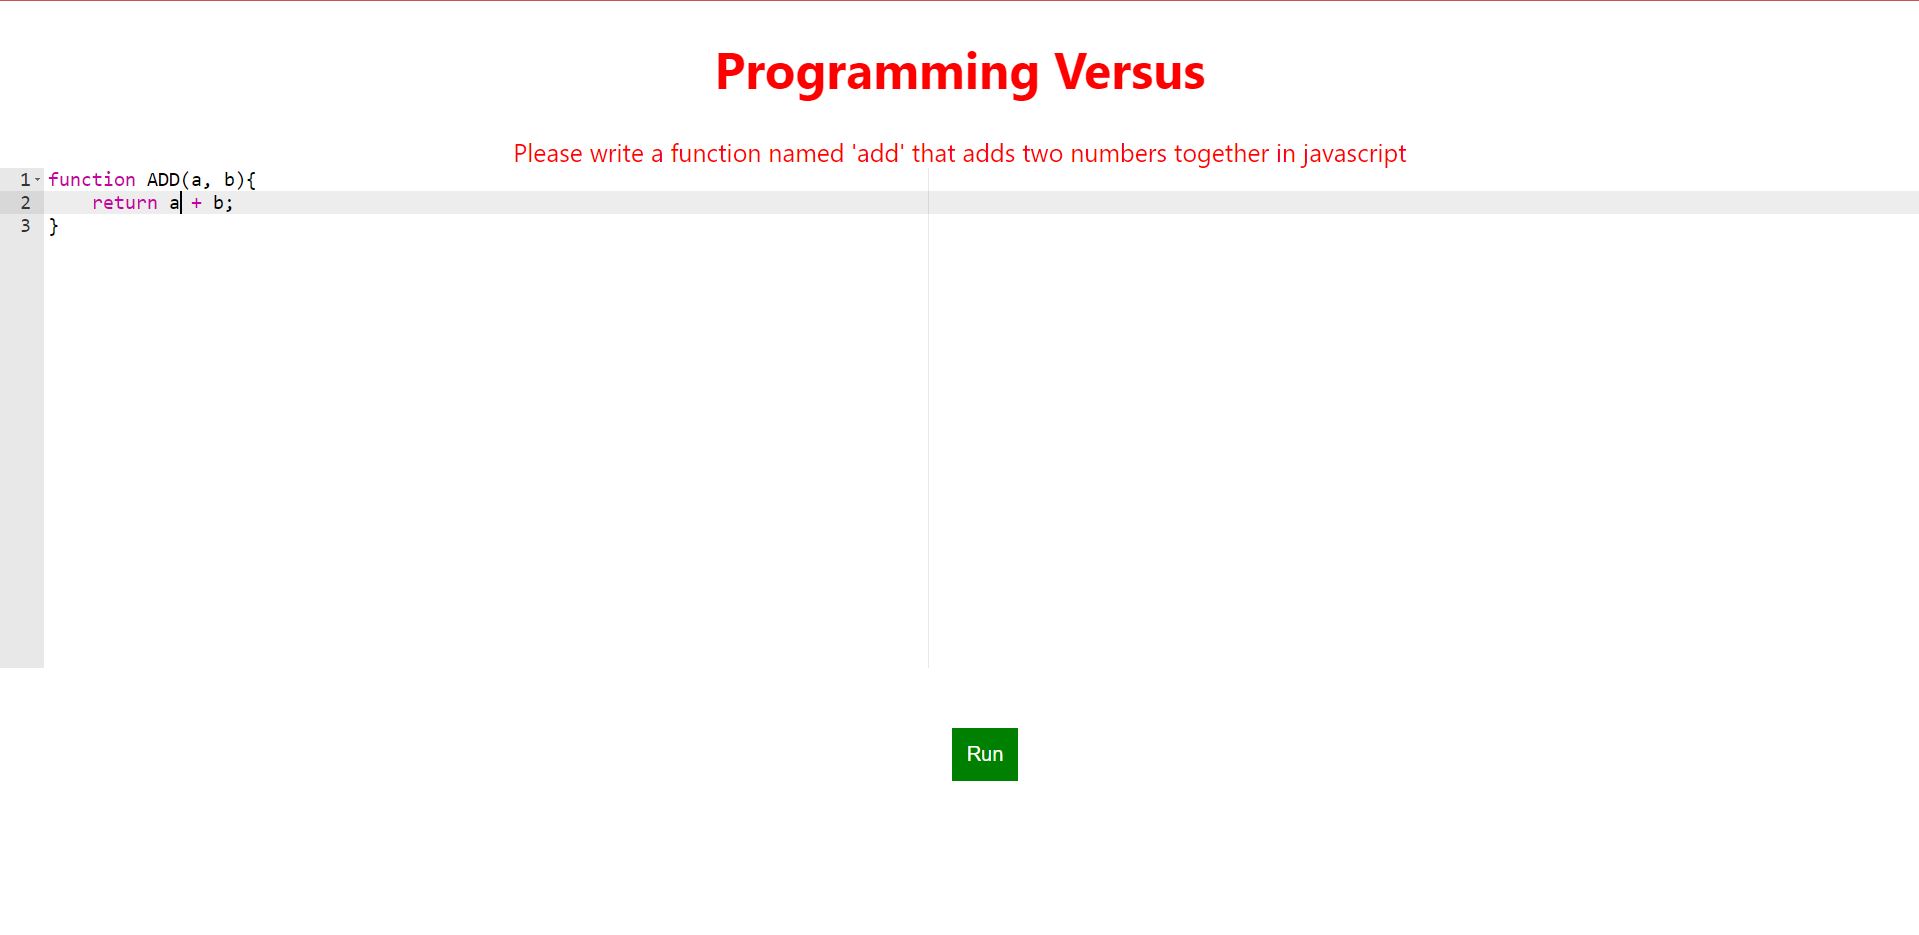 Programming Versus
Please write a function named 'add' that adds two numbers together in javascript
1 function ADD(a, b){
2     return a + b;
3 }
Run